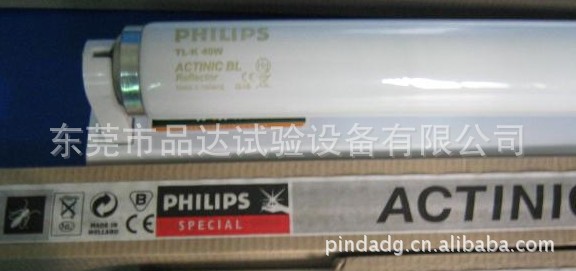 PHILIPS
TL-K 40W
ACTINIC BL
Reflector
东莞市品达试验设备有限公司
MADE IN
HOLLAND
B
PHILIPS
SPECIAL
ACTINIC
pindadg.cn.alibaba.com